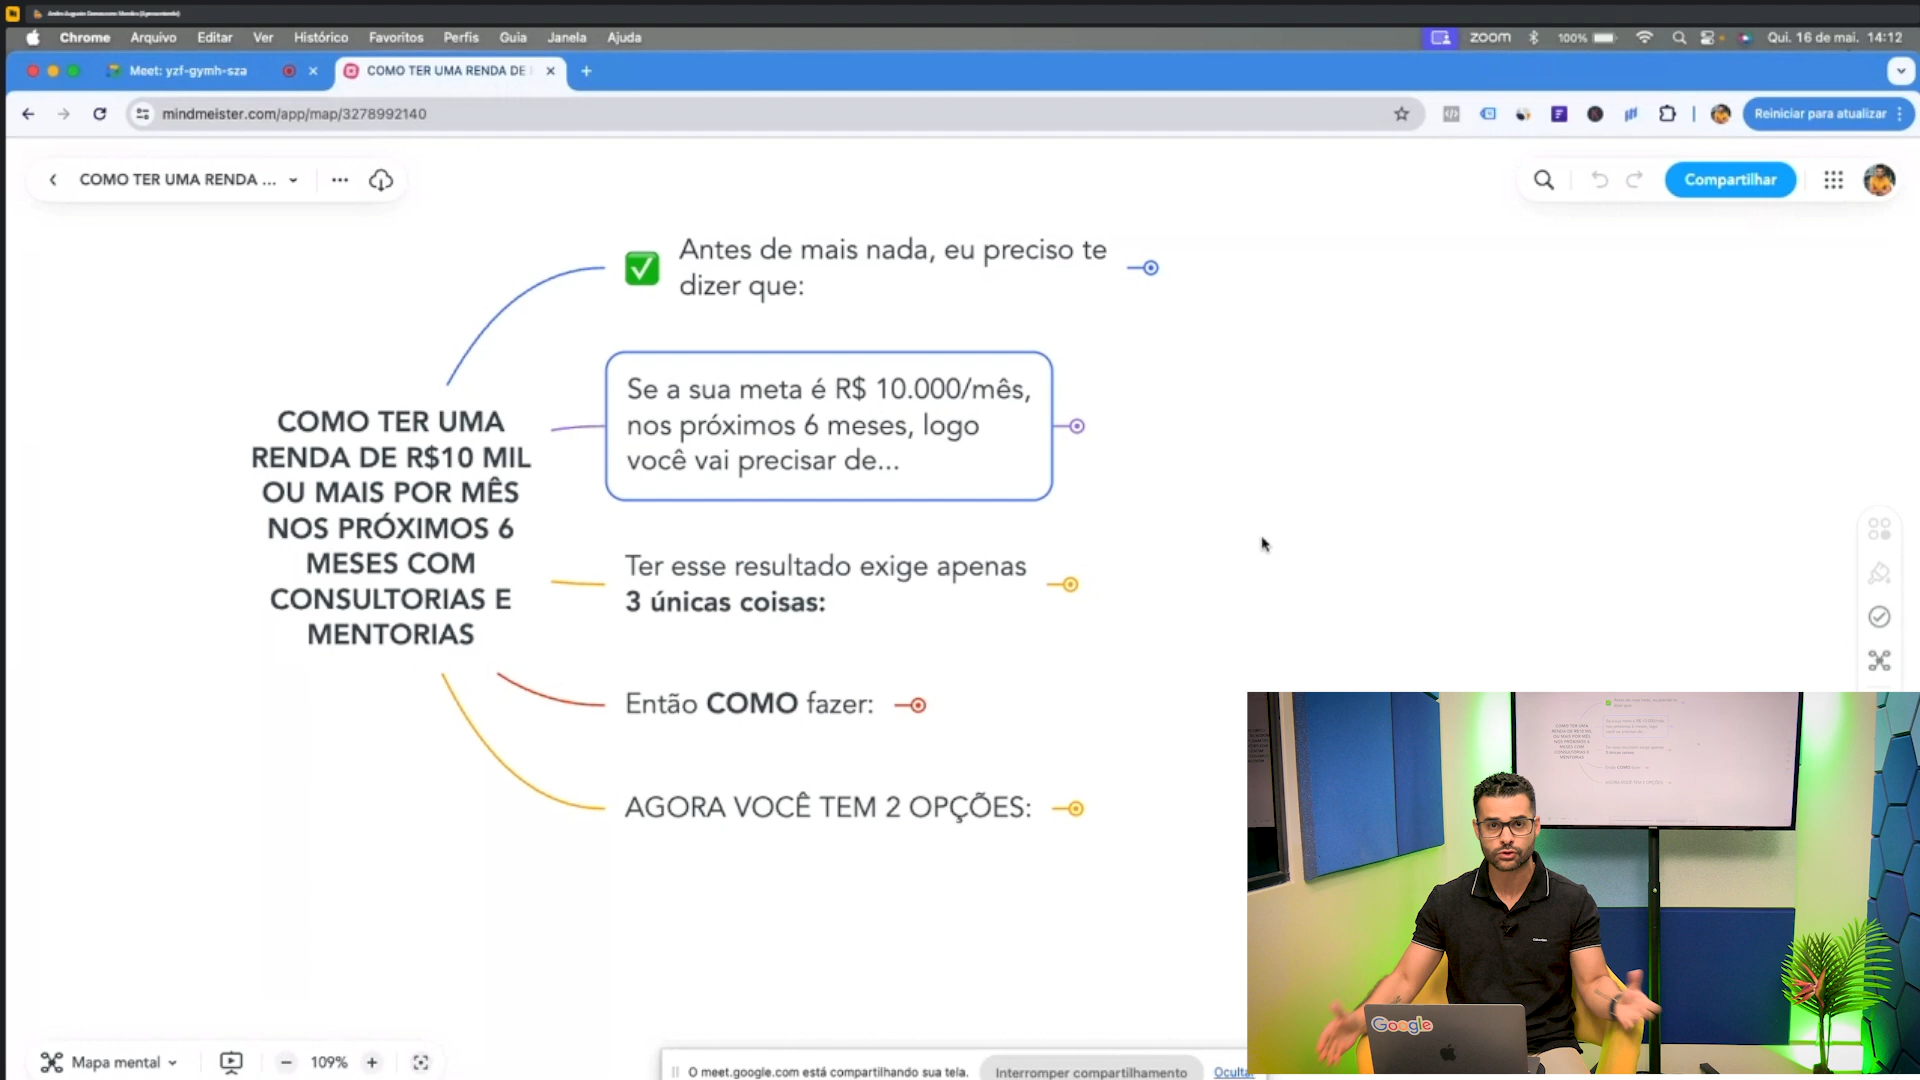 Chrome Arquivo Editar Ver Histórico Favoritos Perfis Guia Janela Ajuda
zoom 100% Qui. 16 de mai. 14:12
Meet: yzf-gymh-sza
COMO TER UMA RENDA DE
mindmeister.com/app/map/3278992140
Reiniciar para atualizar
COMO TER UMA RENDA ...
Compartilhar
Antes de mais nada, eu preciso te
dizer que:
Se a sua meta é R$ 10.000/mês,
nos próximos 6 meses, logo
você vai precisar de...
COMO TER UMA
RENDA DE R$10 MIL
OU MAIS POR MÊS
NOS PRÓXIMOS 6
MESES COM
CONSULTORIAS E
MENTORIAS
Ter esse resultado exige apenas
3 únicas coisas:
Então COMO fazer:
AGORA VOCÊ TEM 2 OPÇÕES:
Google
Mapa mental
109%
O meet.google.com está compartilhando sua tela.
Interromper compartilhamento
Ocultar